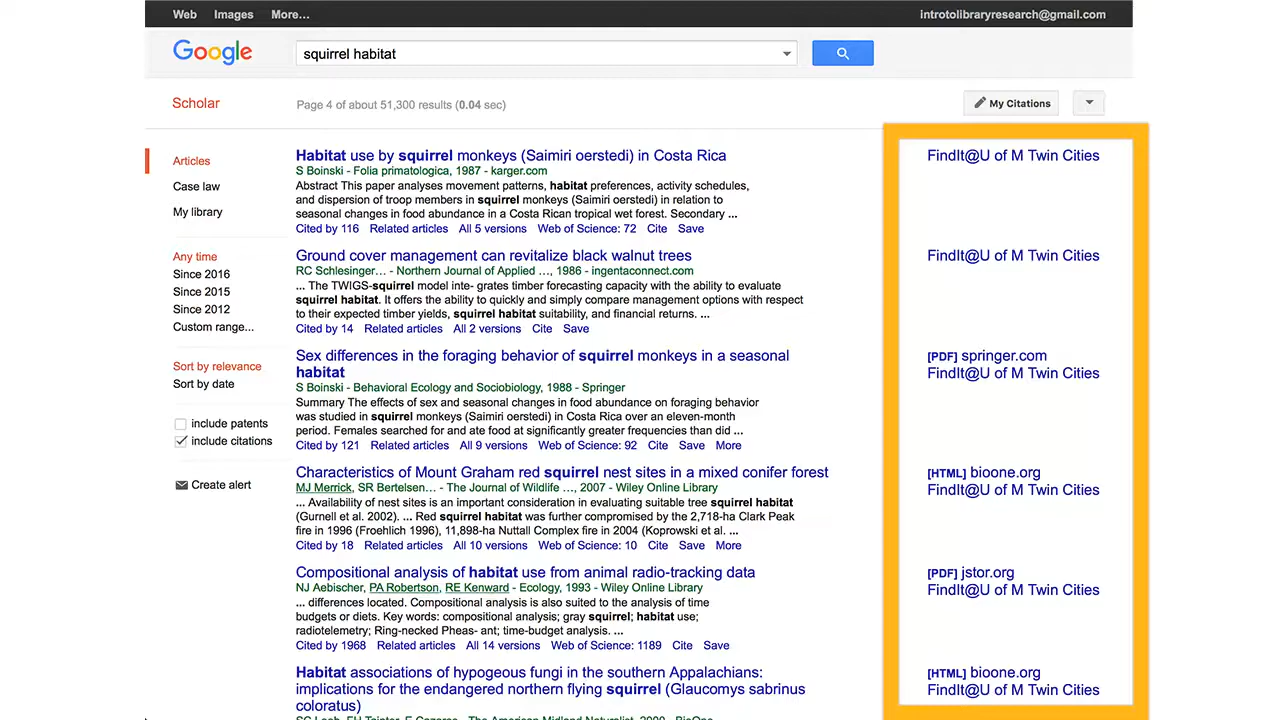 Web Images More... introtolibraryresearch@gmail.com
Google squirrel habitat
Scholar Page 4 of about 51,300 results (0.04 sec) My Citations
Articles
Case law
My library
Any time
Since 2016
Since 2015
Since 2012
Custom range...
Sort by relevance
Sort by date
include patents
include citations
Create alert
Habitat use by squirrel monkeys (Saimiri oerstedi) in Costa Rica
S Boinski - Folia primatologica, 1987 - karger.com
Abstract This paper analyses movement patterns, habitat preferences, activity schedules,
and dispersion of troop members in squirrel monkeys (Saimiri oerstedi) in relation to
seasonal changes in food abundance in a Costa Rican tropical wet forest. Secondary ...
Cited by 116 Related articles All 5 versions Web of Science: 72 Cite Save
FindIt@U of M Twin Cities
Ground cover management can revitalize black walnut trees
RC Schlesinger… - Northern Journal of Applied …, 1986 - ingentaconnect.com
... The TWIGS-squirrel model inte- grates timber forecasting capacity with the ability to evaluate
squirrel habitat. It offers the ability to quickly and simply compare management options with respect
to their expected timber yields, squirrel habitat suitability, and financial returns. ...
Cited by 14 Related articles All 2 versions Cite Save
FindIt@U of M Twin Cities
Sex differences in the foraging behavior of squirrel monkeys in a seasonal
habitat
S Boinski - Behavioral Ecology and Sociobiology, 1988 - Springer
Summary The effects of sex and seasonal changes in food abundance on foraging behavior
was studied in squirrel monkeys (Saimiri oerstedi) in Costa Rica over an eleven-month
period. Females searched for and ate food at significantly greater frequencies than did ...
Cited by 121 Related articles All 9 versions Web of Science: 92 Cite Save More
[PDF] springer.com
FindIt@U of M Twin Cities
Characteristics of Mount Graham red squirrel nest sites in a mixed conifer forest
MJ Merrick, SR Bertelsen… - The Journal of Wildlife …, 2007 - Wiley Online Library
... Availability of nest sites is an important consideration in evaluating suitable tree squirrel habitat
(Gurnell et al. 2002). ... Red squirrel habitat was further compromised by the 2,718-ha Clark Peak
fire in 1996 (Froehlich 1996), 11,898-ha Nuttall Complex fire in 2004 (Koprowski et al. ...
Cited by 18 Related articles All 10 versions Web of Science: 10 Cite Save More
[HTML] bioone.org
FindIt@U of M Twin Cities
Compositional analysis of habitat use from animal radio-tracking data
NJ Aebischer, PA Robertson, RE Kenward - Ecology, 1993 - Wiley Online Library
... differences located. Compositional analysis is also suited to the analysis of time
budgets or diets. Key words: compositional analysis; gray squirrel; habitat use;
radiotelemetry; Ring-necked Pheas- ant; time-budget analysis. ...
Cited by 1968 Related articles All 14 versions Web of Science: 1189 Cite Save
[PDF] jstor.org
FindIt@U of M Twin Cities
Habitat associations of hypogeous fungi in the southern Appalachians:
implications for the endangered northern flying squirrel (Glaucomys sabrinus
coloratus)
[HTML] bioone.org
FindIt@U of M Twin Cities